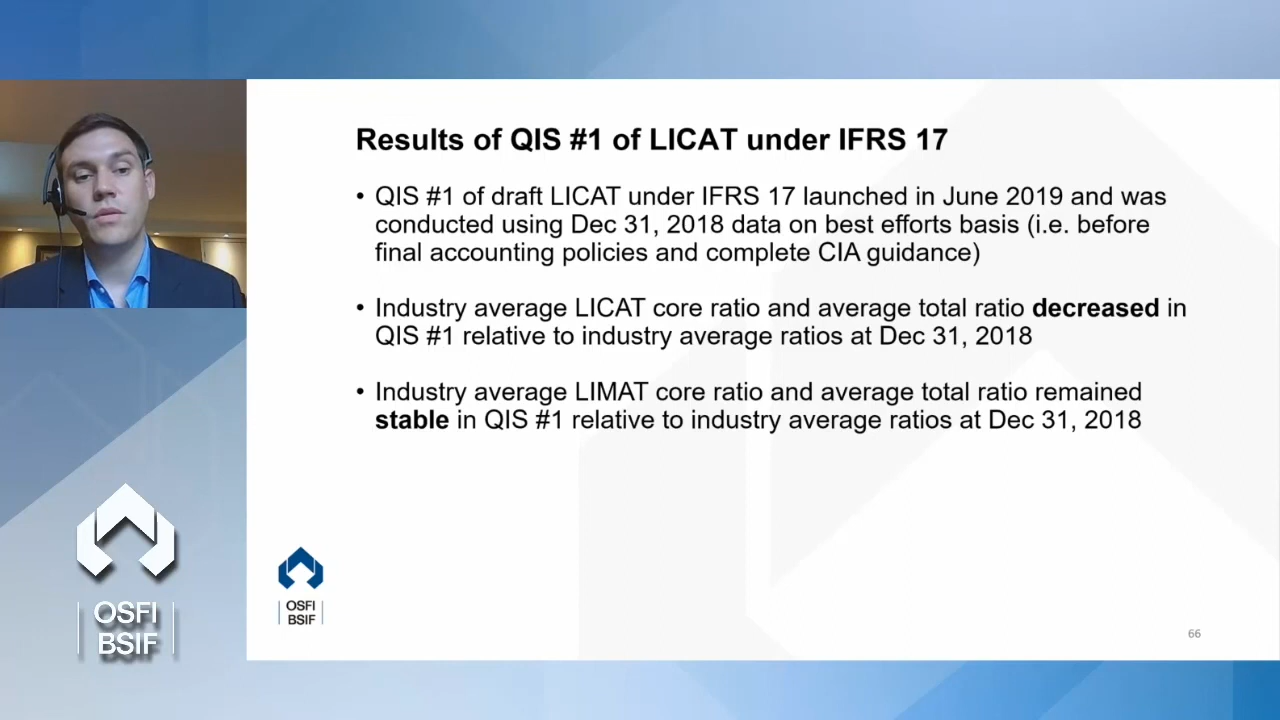 Results of QIS #1 of LICAT under IFRS 17
• QIS #1 of draft LICAT under IFRS 17 launched in June 2019 and was
conducted using Dec 31, 2018 data on best efforts basis (i.e. before
final accounting policies and complete CIA guidance)
• Industry average LICAT core ratio and average total ratio decreased in
QIS #1 relative to industry average ratios at Dec 31, 2018
• Industry average LIMAT core ratio and average total ratio remained
stable in QIS #1 relative to industry average ratios at Dec 31, 2018
OSFI
BSIF
OSFI
BSIF
66